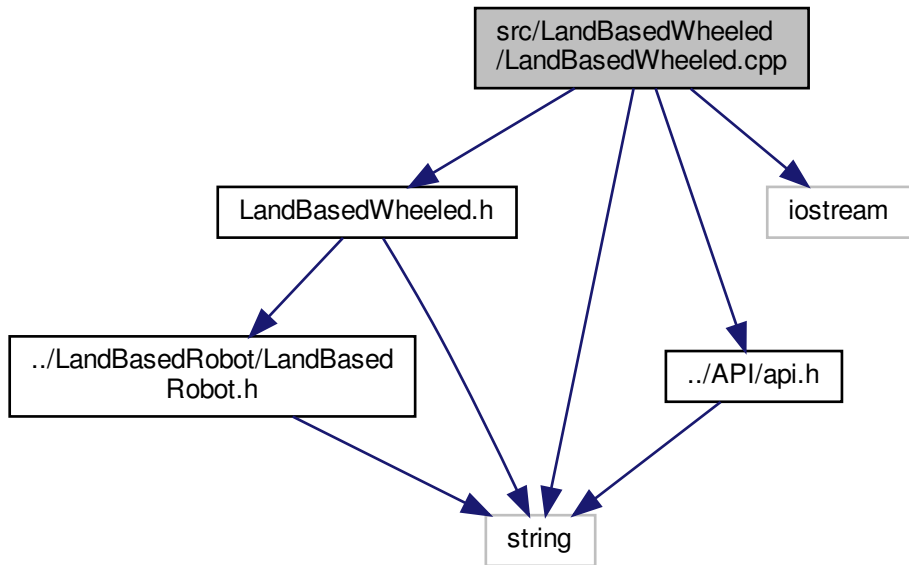 src/LandBasedWheeled
/LandBasedWheeled.cpp
LandBasedWheeled.h
iostream
../LandBasedRobot/LandBased
Robot.h
../API/api.h
string